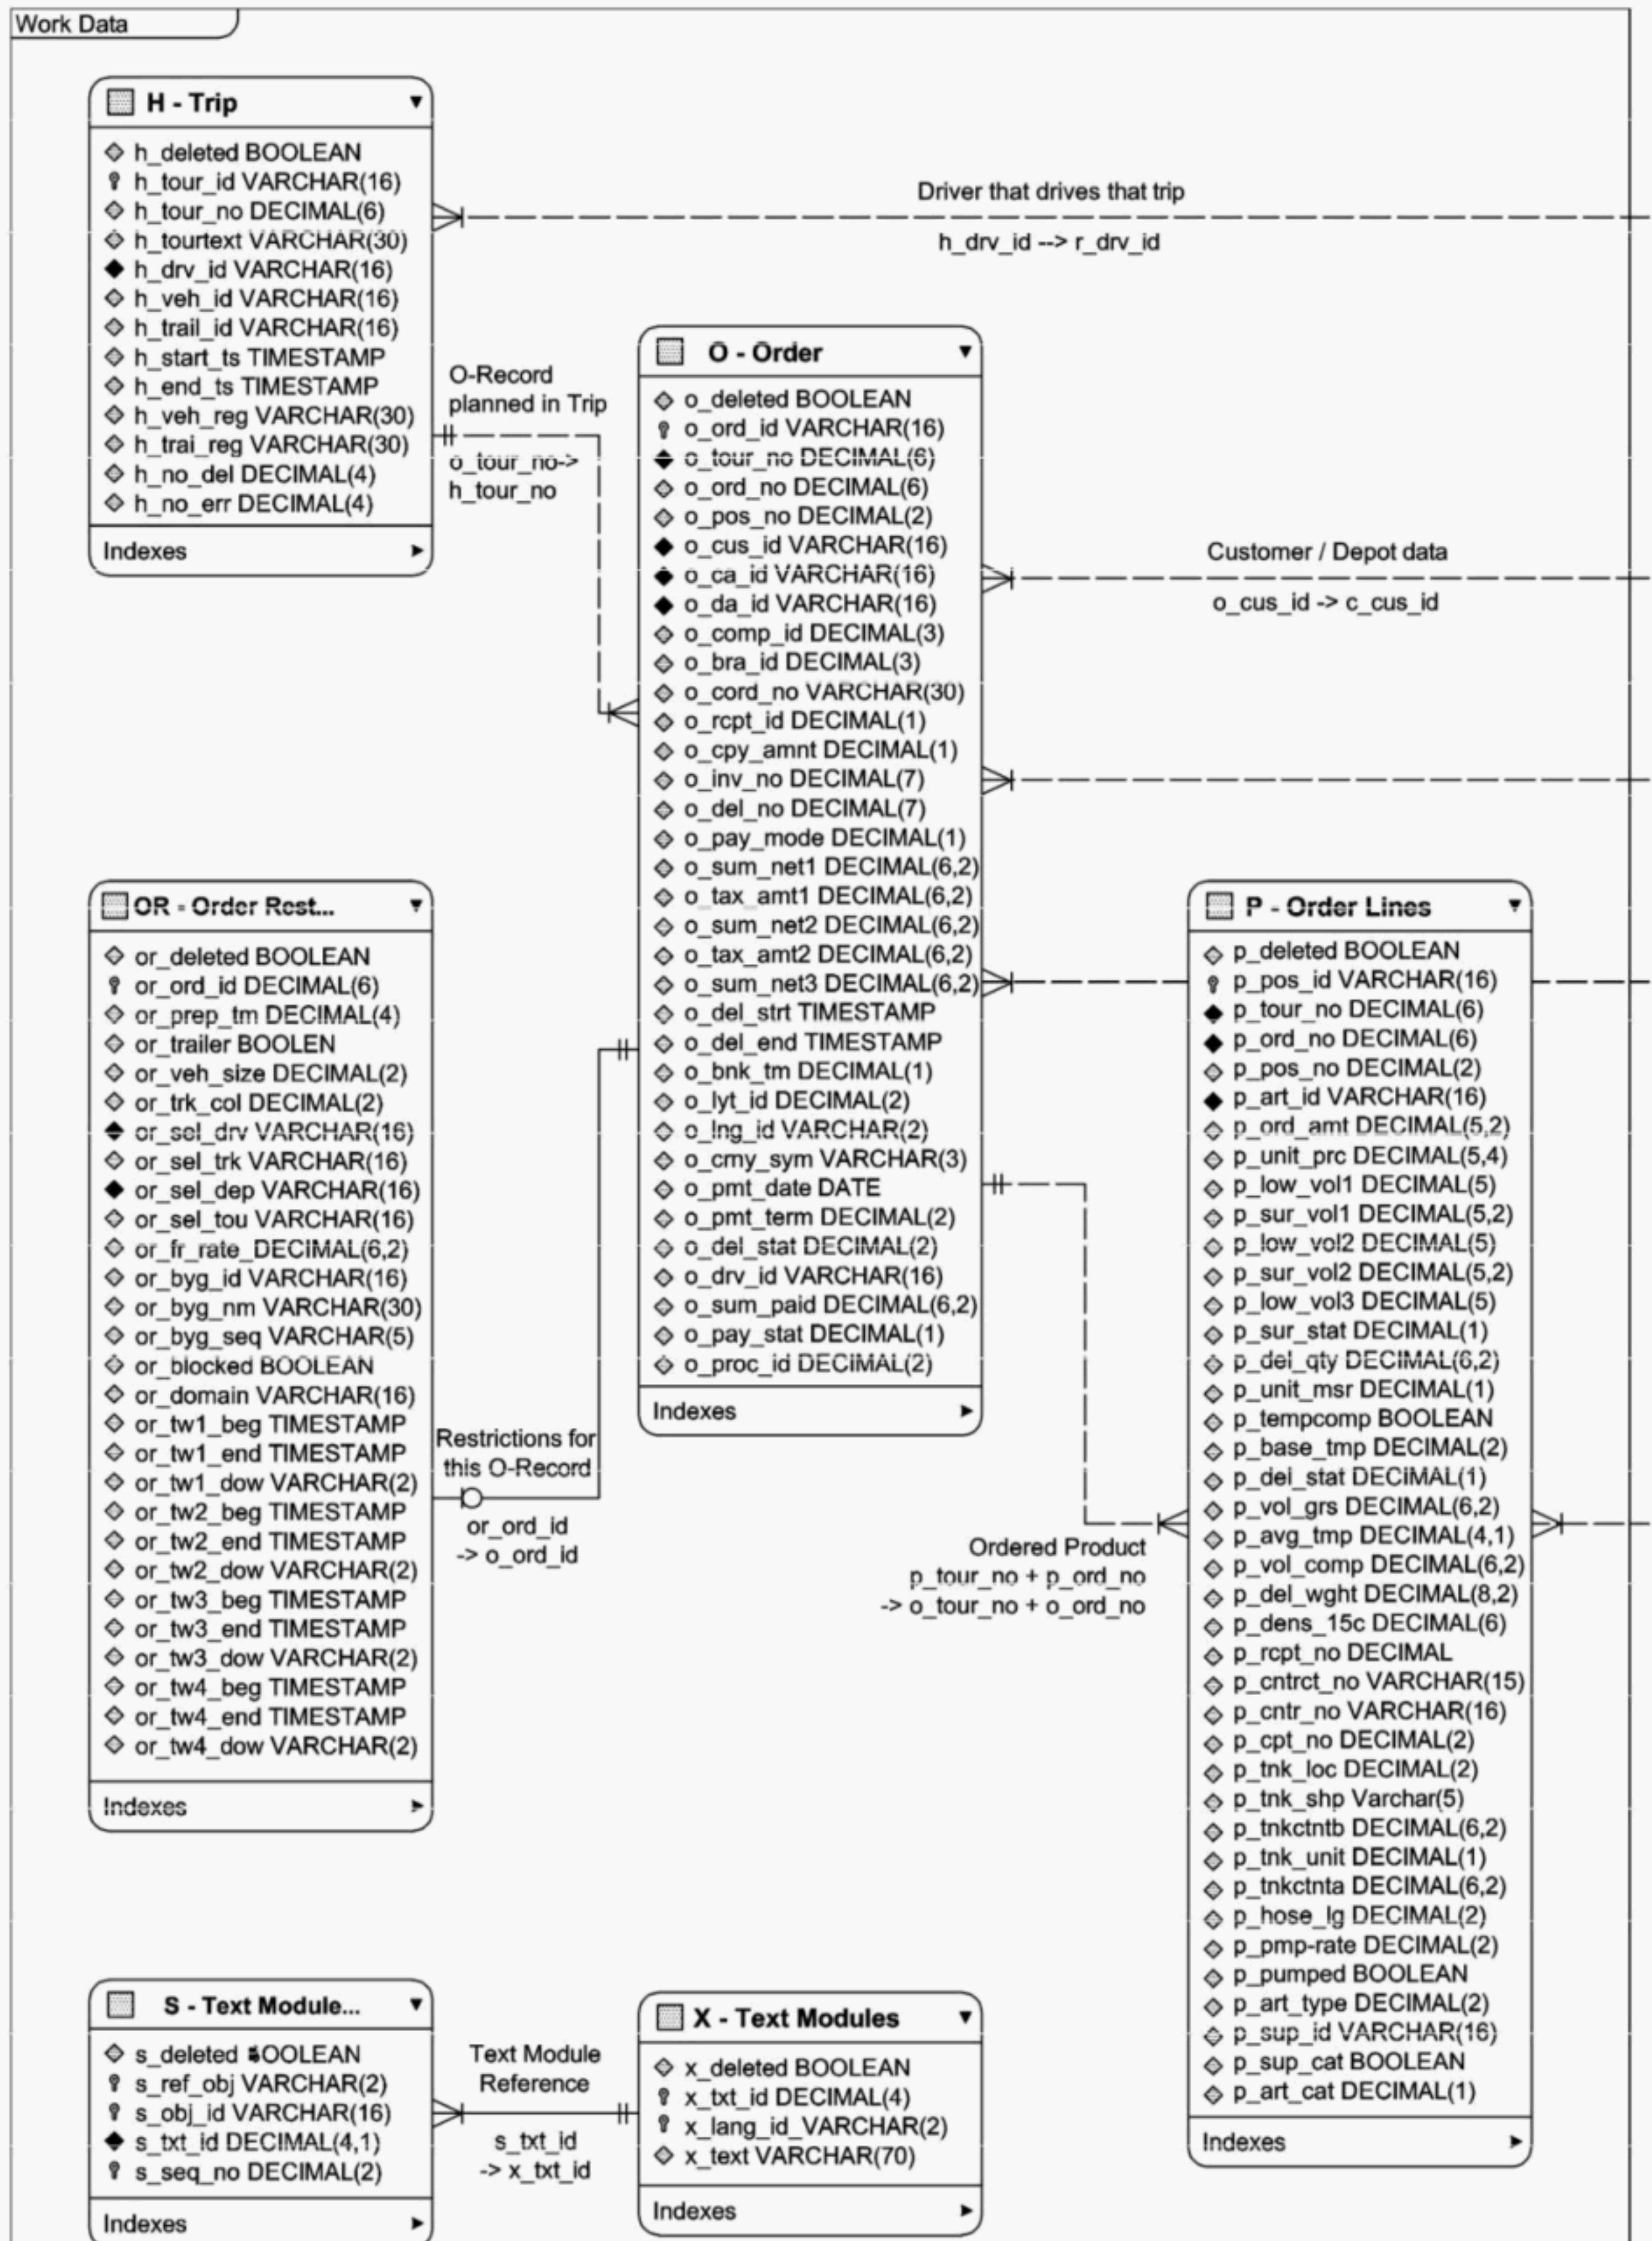 Work Data
H - Trip
h_deleted BOOLEAN
h_tour_id VARCHAR(16)
h_tour_no DECIMAL(6)
h_tourtext VARCHAR(30)
h_drv_id VARCHAR(16)
h_veh_id VARCHAR(16)
h_trail_id VARCHAR(16)
h_start_ts TIMESTAMP
h_end_ts TIMESTAMP
h_veh_reg VARCHAR(30)
h_trai_reg VARCHAR(30)
h_no_del DECIMAL(4)
h_no_err DECIMAL(4)
Indexes
Driver that drives that trip
h_drv_id --> r_drv_id
O-Record
planned in Trip
o_tour_no->
h_tour_no
O - Order
o_deleted BOOLEAN
o_ord_id VARCHAR(16)
o_tour_no DECIMAL(6)
o_ord_no DECIMAL(6)
o_pos_no DECIMAL(2)
o_cus_id VARCHAR(16)
o_ca_id VARCHAR(16)
o_da_id VARCHAR(16)
o_comp_id DECIMAL(3)
o_bra_id DECIMAL(3)
o_cord_no VARCHAR(30)
o_rcpt_id DECIMAL(1)
o_cpy_amnt DECIMAL(1)
o_inv_no DECIMAL(7)
o_del_no DECIMAL(7)
o_pay_mode DECIMAL(1)
o_sum_net1 DECIMAL(6,2)
o_tax_amt1 DECIMAL(6,2)
o_sum_net2 DECIMAL(6,2)
o_tax_amt2 DECIMAL(6,2)
o_sum_net3 DECIMAL(6,2)
o_del_strt TIMESTAMP
o_del_end TIMESTAMP
o_bnk_tm DECIMAL(1)
o_lyt_id DECIMAL(2)
o_lng_id VARCHAR(2)
o_crny_sym VARCHAR(3)
o_pmt_date DATE
o_pmt_term DECIMAL(2)
o_del_stat DECIMAL(2)
o_drv_id VARCHAR(16)
o_sum_paid DECIMAL(6,2)
o_pay_stat DECIMAL(1)
o_proc_id DECIMAL(2)
Indexes
Customer / Depot data
o_cus_id -> c_cus_id
OR - Order Rest...
or_deleted BOOLEAN
or_ord_id DECIMAL(6)
or_prep_tm DECIMAL(4)
or_trailer BOOLEN
or_veh_size DECIMAL(2)
or_trk_col DECIMAL(2)
or_sel_drv VARCHAR(16)
or_sel_trk VARCHAR(16)
or_sel_dep VARCHAR(16)
or_sel_tou VARCHAR(16)
or_fr_rate_DECIMAL(6,2)
or_byg_id VARCHAR(16)
or_byg_nm VARCHAR(30)
or_byg_seq VARCHAR(5)
or_blocked BOOLEAN
or_domain VARCHAR(16)
or_tw1_beg TIMESTAMP
or_tw1_end TIMESTAMP
or_tw1_dow VARCHAR(2)
or_tw2_beg TIMESTAMP
or_tw2_end TIMESTAMP
or_tw2_dow VARCHAR(2)
or_tw3_beg TIMESTAMP
or_tw3_end TIMESTAMP
or_tw3_dow VARCHAR(2)
or_tw4_beg TIMESTAMP
or_tw4_end TIMESTAMP
or_tw4_dow VARCHAR(2)
Indexes
Restrictions for
this O-Record
or_ord_id
-> o_ord_id
P - Order Lines
p_deleted BOOLEAN
p_pos_id VARCHAR(16)
p_tour_no DECIMAL(6)
p_ord_no DECIMAL(6)
p_pos_no DECIMAL(2)
p_art_id VARCHAR(16)
p_ord_amt DECIMAL(5,2)
p_unit_prc DECIMAL(5,4)
p_low_vol1 DECIMAL(5)
p_sur_vol1 DECIMAL(5,2)
p_low_vol2 DECIMAL(5)
p_sur_vol2 DECIMAL(5,2)
p_low_vol3 DECIMAL(5)
p_sur_stat DECIMAL(1)
p_del_qty DECIMAL(6,2)
p_unit_msr DECIMAL(1)
p_tempcomp BOOLEAN
p_base_tmp DECIMAL(2)
p_del_stat DECIMAL(1)
p_vol_grs DECIMAL(6,2)
p_avg_tmp DECIMAL(4,1)
p_vol_comp DECIMAL(6,2)
p_del_wght DECIMAL(8,2)
p_dens_15c DECIMAL(6)
p_rcpt_no DECIMAL
p_cntrct_no VARCHAR(15)
p_cntr_no VARCHAR(16)
p_cpt_no DECIMAL(2)
p_tnk_loc DECIMAL(2)
p_tnk_shp Varchar(5)
p_tnkctntb DECIMAL(6,2)
p_tnk_unit DECIMAL(1)
p_tnkctnta DECIMAL(6,2)
p_hose_lg DECIMAL(2)
p_pmp-rate DECIMAL(2)
p_pumped BOOLEAN
p_art_type DECIMAL(2)
p_sup_id VARCHAR(16)
p_sup_cat BOOLEAN
p_art_cat DECIMAL(1)
Indexes
Ordered Product
p_tour_no + p_ord_no
-> o_tour_no + o_ord_no
S - Text Module...
s_deleted BOOLEAN
s_ref_obj VARCHAR(2)
s_obj_id VARCHAR(16)
s_txt_id DECIMAL(4,1)
s_seq_no DECIMAL(2)
Indexes
Text Module
Reference
s_txt_id
-> x_txt_id
X - Text Modules
x_deleted BOOLEAN
x_txt_id DECIMAL(4)
x_lang_id_VARCHAR(2)
x_text VARCHAR(70)
Indexes